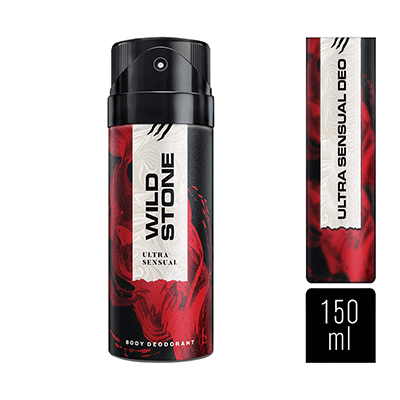 WILD
STONE
ULTRA
SENSUAL
BODY DEODORANT
ULTRA SENSUAL DEO
150
ml